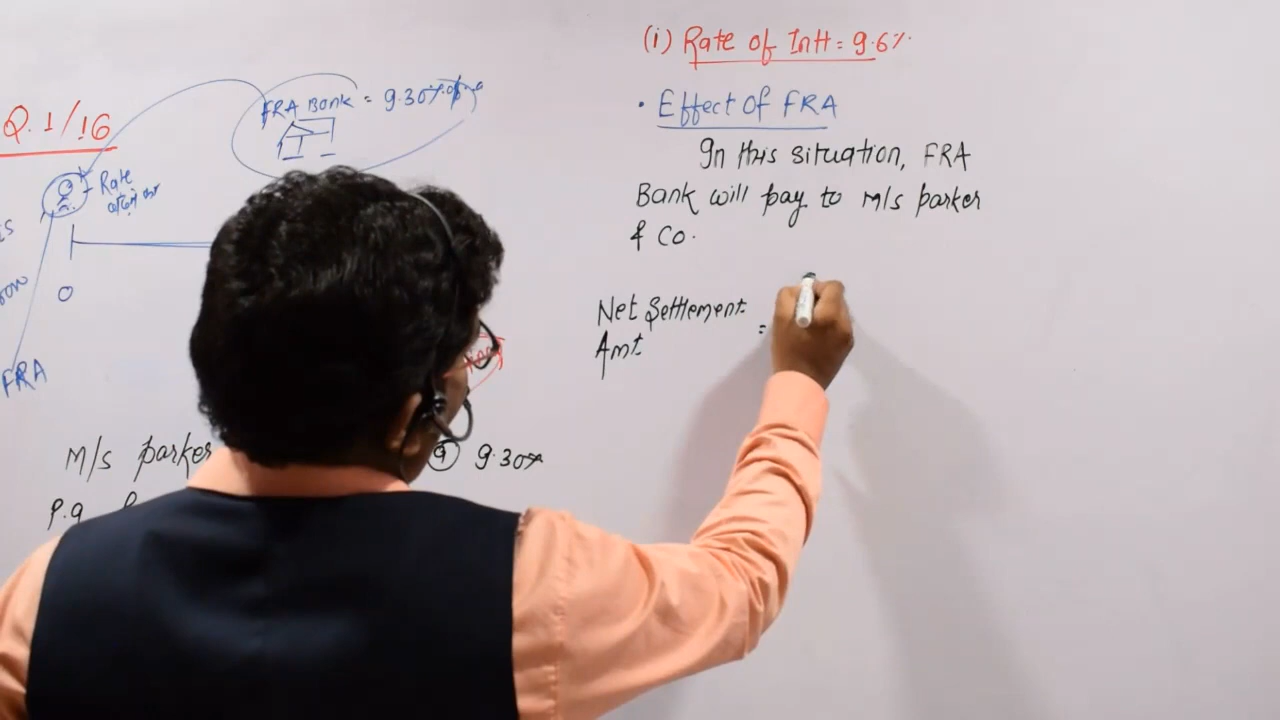 Q.1/16
FRA Bank = 9.30%
Rate
0
FRA
M/s parker
9.30%
P.a
(i) Rate of Intt = 9.6%.
• Effect of FRA
In this situation, FRA
Bank will pay to M/s parker
& Co.
Net Settlement
Amt. =